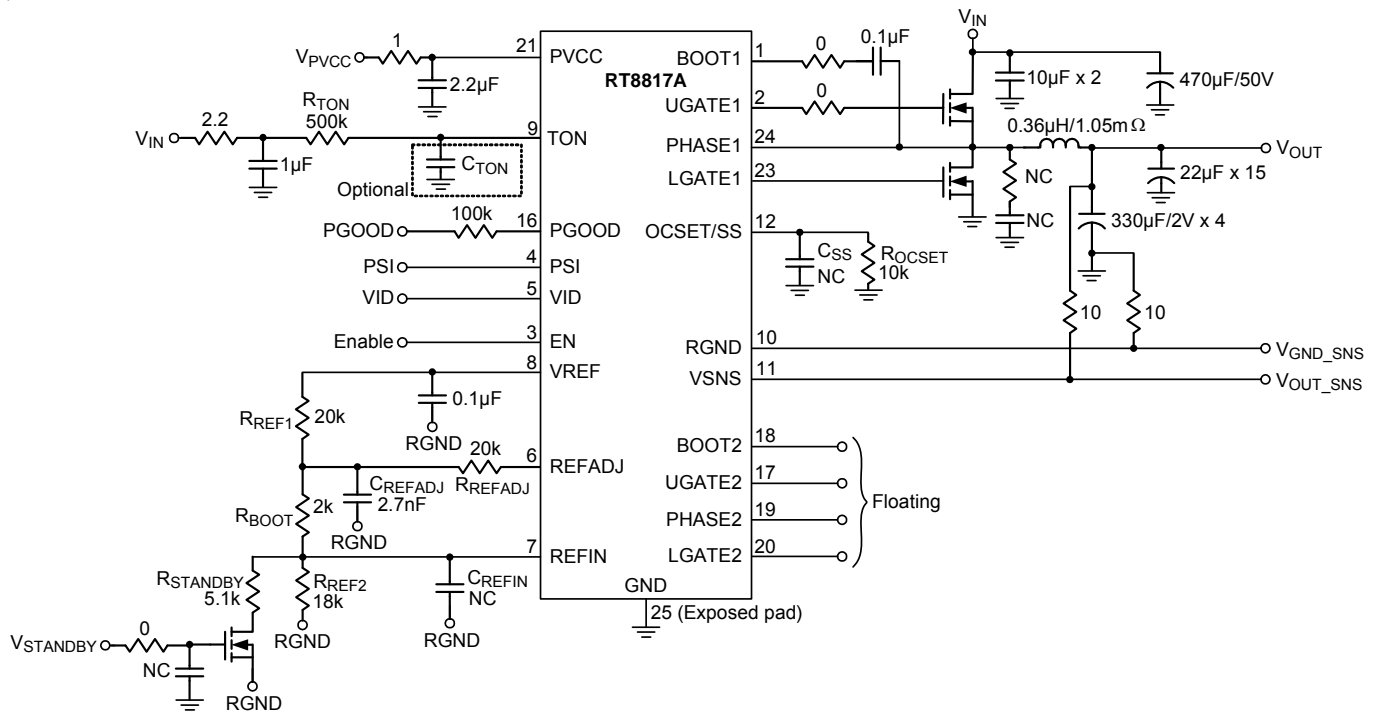 V_IN
V_PVCC
1
21
PVCC
2.2µF
RT8817A
BOOT1
1
0
0.1µF
10µF x 2
470µF/50V
UGATE1
2
0
V_IN
2.2
R_TON
500k
1µF
9
TON
Optional
C_TON
PHASE1
24
0.36µH/1.05mΩ
V_OUT
LGATE1
23
NC
NC
22µF x 15
330µF/2V x 4
PGOOD
100k
16
PGOOD
OCSET/SS
12
C_SS
NC
R_OCSET
10k
PSI
4
PSI
VID
5
VID
10
10
Enable
3
EN
RGND
10
V_GND_SNS
8
VREF
VSNS
11
V_OUT_SNS
0.1µF
RGND
R_REF1
20k
BOOT2
18
20k
R_REFADJ
6
REFADJ
UGATE2
17
Floating
C_REFADJ
2.7nF
RGND
R_BOOT
2k
PHASE2
19
7
REFIN
LGATE2
20
R_STANDBY
5.1k
R_REF2
18k
RGND
C_REFIN
NC
RGND
GND
25 (Exposed pad)
V_STANDBY
0
NC
RGND